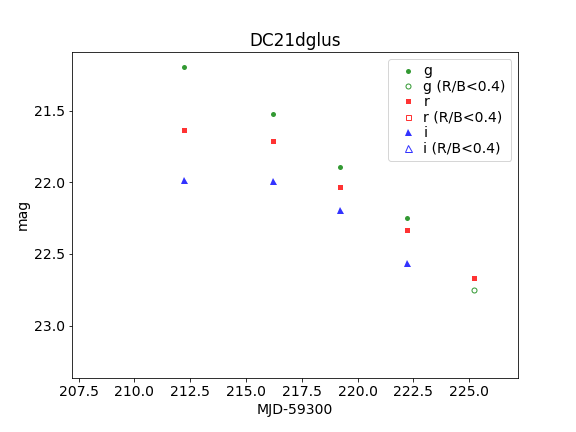 DC21dglus
g
g (R/B<0.4)
r
r (R/B<0.4)
i
i (R/B<0.4)
21.5
22.0
22.5
23.0
mag
207.5 210.0 212.5 215.0 217.5 220.0 222.5 225.0
MJD-59300